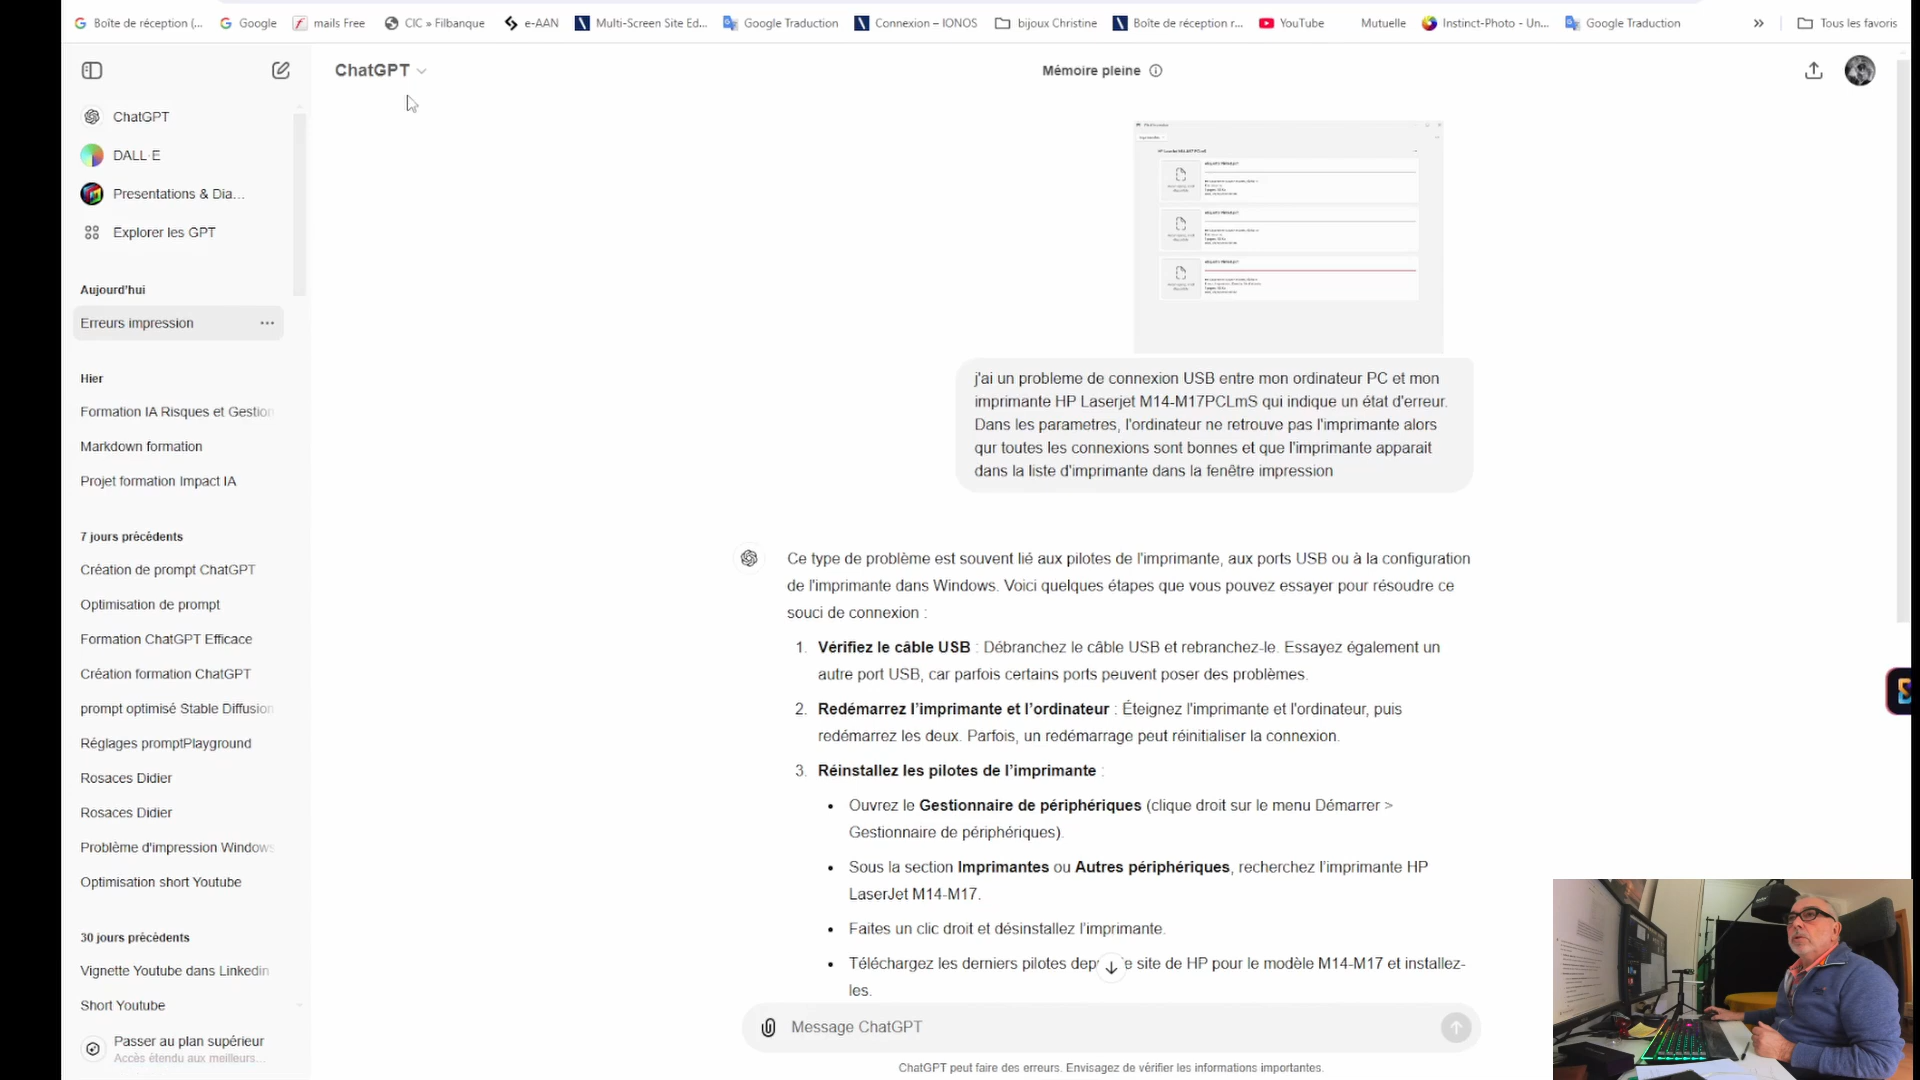 Boîte de réception (...
Google
mails Free
CIC » Filbanque
e-AAN
Multi-Screen Site Ed...
Google Traduction
Connexion – IONOS
bijoux Christine
Boîte de réception r...
YouTube
Mutuelle
Instinct-Photo - Un...
Google Traduction
»
Tous les favoris
ChatGPT
Mémoire pleine
ChatGPT
DALL·E
Presentations & Dia...
Explorer les GPT
Aujourd'hui
Erreurs impression
Hier
Formation IA Risques et Gestion
Markdown formation
Projet formation Impact IA
7 jours précédents
Création de prompt ChatGPT
Optimisation de prompt
Formation ChatGPT Efficace
Création formation ChatGPT
prompt optimisé Stable Diffusion
Réglages promptPlayground
Rosaces Didier
Rosaces Didier
Problème d'impression Windows
Optimisation short Youtube
30 jours précédents
Vignette Youtube dans Linkedin
Short Youtube
Passer au plan supérieur
Accès étendu aux meilleurs...
j'ai un probleme de connexion USB entre mon ordinateur PC et mon
imprimante HP Laserjet M14-M17PCLmS qui indique un état d'erreur.
Dans les parametres, l'ordinateur ne retrouve pas l'imprimante alors
qur toutes les connexions sont bonnes et que l'imprimante apparait
dans la liste d'imprimante dans la fenêtre impression
Ce type de problème est souvent lié aux pilotes de l'imprimante, aux ports USB ou à la configuration
de l'imprimante dans Windows. Voici quelques étapes que vous pouvez essayer pour résoudre ce
souci de connexion :
1. Vérifiez le câble USB : Débranchez le câble USB et rebranchez-le. Essayez également un
autre port USB, car parfois certains ports peuvent poser des problèmes.
2. Redémarrez l'imprimante et l'ordinateur : Éteignez l'imprimante et l'ordinateur, puis
redémarrez les deux. Parfois, un redémarrage peut réinitialiser la connexion.
3. Réinstallez les pilotes de l'imprimante :
• Ouvrez le Gestionnaire de périphériques (clique droit sur le menu Démarrer >
Gestionnaire de périphériques).
• Sous la section Imprimantes ou Autres périphériques, recherchez l'imprimante HP
LaserJet M14-M17.
• Faites un clic droit et désinstallez l'imprimante.
• Téléchargez les derniers pilotes site de HP pour le modèle M14-M17 et installez-
les.
Message ChatGPT
ChatGPT peut faire des erreurs. Envisagez de vérifier les informations importantes.